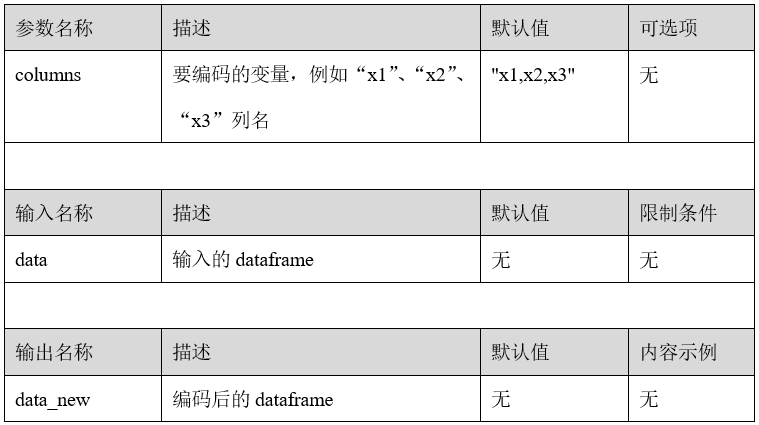 参数名称 描述 默认值 可选项
columns 要编码的变量，例如“x1”、“x2”、 "x1,x2,x3" 无
“x3”列名
输入名称 描述 默认值 限制条件
data 输入的 dataframe 无 无
输出名称 描述 默认值 内容示例
data_new 编码后的 dataframe 无 无